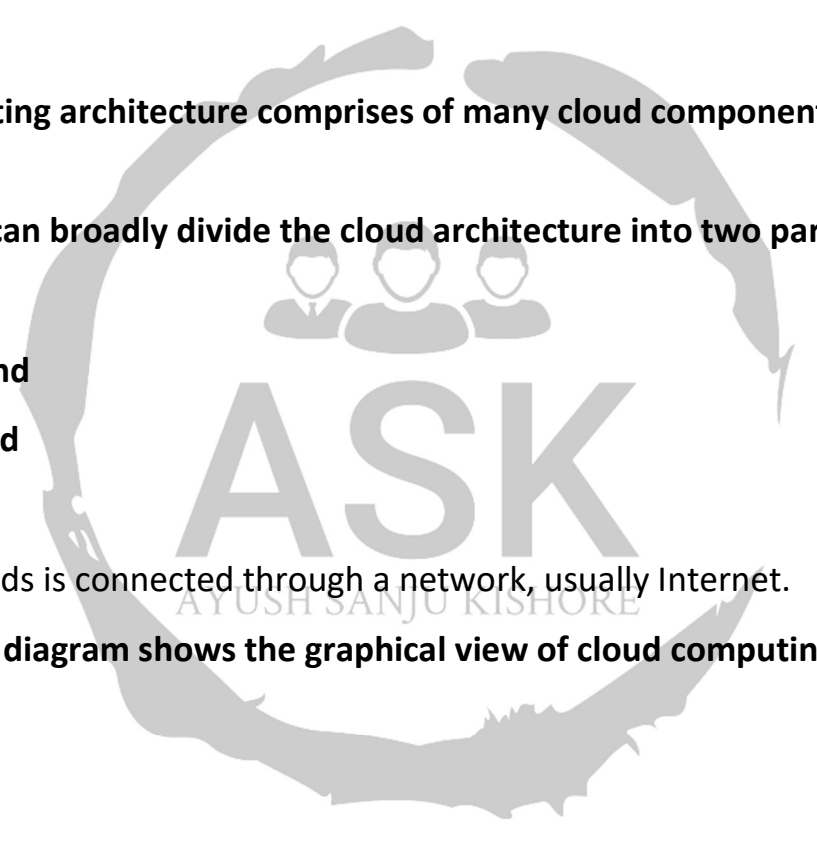 ting architecture comprises of many cloud component
can broadly divide the cloud architecture into two par
nd
d
ASK
ds is connected through a network, usually Internet.
AYUSH SANJU KISHORE
diagram shows the graphical view of cloud computin